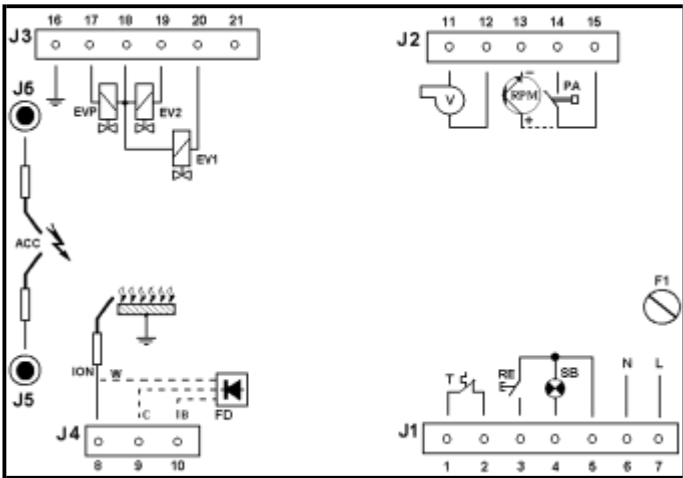 16 17 18 19 20 21
11 12 13 14 15
J3
J2
J6
EVP
EV2
EV1
V
−
RPM
+
PA
ACC
F1
ION
W
C
B
FD
T
RE
SB
N
L
J5
J4
J1
8 9 10
1 2 3 4 5 6 7